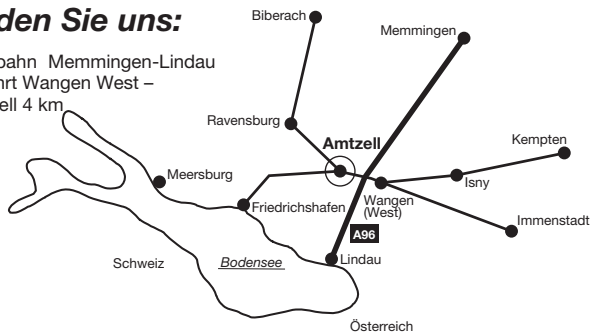 den Sie uns:
bahn Memmingen-Lindau
hrt Wangen West –
ell 4 km
Biberach
Memmingen
Ravensburg
Amtzell
Kempten
Meersburg
Isny
Friedrichshafen
Wangen
(West)
Immenstadt
A96
Lindau
Schweiz
Bodensee
Österreich